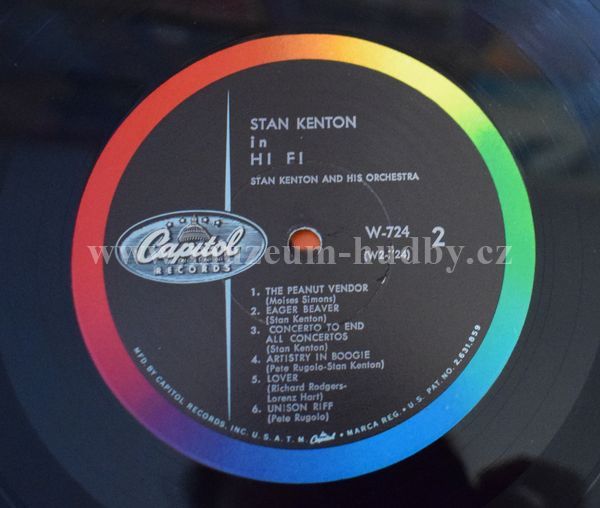 STAN KENTON
in
HI FI
STAN KENTON AND HIS ORCHESTRA
Capitol
RECORDS
W-724
(W2-724)
2
www.muzeum-hudby.cz
1. THE PEANUT VENDOR
(Moises Simons)
2. EAGER BEAVER
(Stan Kenton)
3. CONCERTO TO END
ALL CONCERTOS
(Stan Kenton)
4. ARTISTRY IN BOOGIE
(Pete Rugolo-Stan Kenton)
5. LOVER
(Richard Rodgers-
Lorenz Hart)
6. UNISON RIFF
(Pete Rugolo)
MFD. BY CAPITOL RECORDS, INC. U.S.A. T.M. Capitol • MARCA REG. • U.S. PAT. NO. 2,631,859